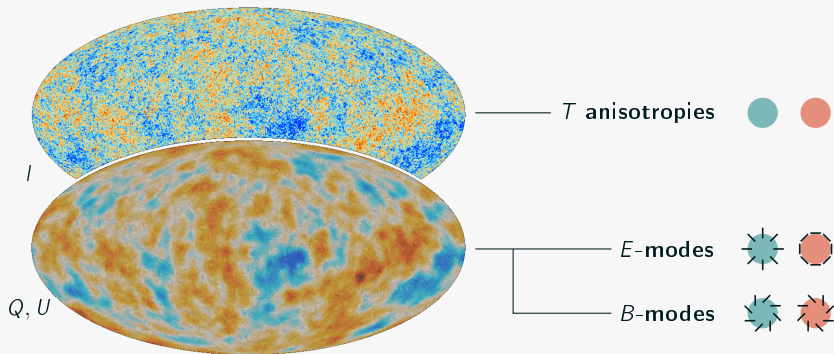 T anisotropies
I
E-modes
Q, U
B-modes